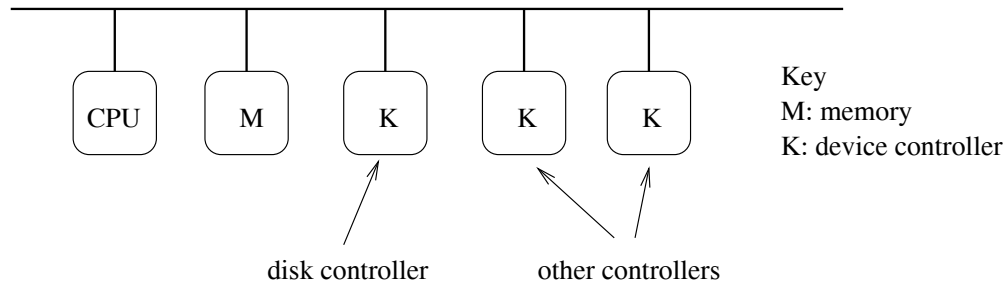 CPU
M
K
K
K
Key
M: memory
K: device controller
disk controller
other controllers